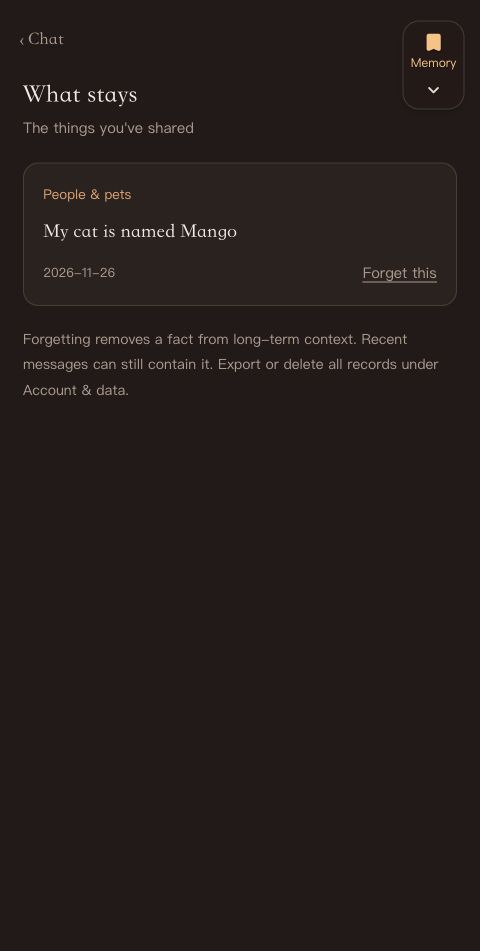 ‹ Chat
Memory
What stays
The things you've shared
People & pets
My cat is named Mango
2026–11–26
Forget this
Forgetting removes a fact from long–term context. Recent
messages can still contain it. Export or delete all records under
Account & data.